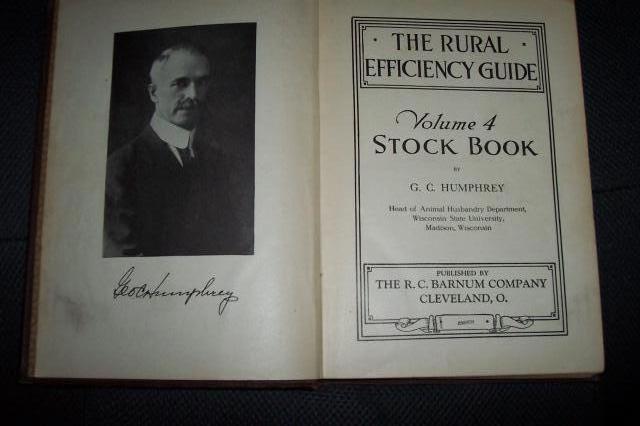 Geo C Humphrey
· THE RURAL ·
EFFICIENCY GUIDE
Volume 4
STOCK BOOK
BY
G. C. HUMPHREY
Head of Animal Husbandry Department,
Wisconsin State University,
Madison, Wisconsin
PUBLISHED BY
THE R. C. BARNUM COMPANY
CLEVELAND, O.